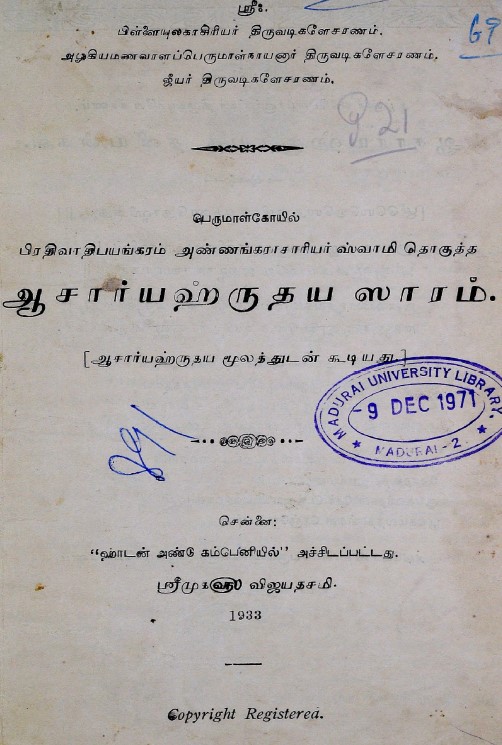 ஸ்ரீஃ.
பிள்ளையுலகாசிரியர் திருவடிகளேசரணம்.
அழகியமணவாளப்பெருமாள்நாயனார் திருவடிகளேசரணம்.
ஜீயர் திருவடிகளேசரணம்.
பெருமாள்கோயில்
பிரதிவாதிபயங்கரம் அண்ணங்கராசாரியர் ஸ்வாமி தொகுத்த
ஆசார்யஹ்ருதய ஸாரம்.
[ஆசார்யஹ்ருதய மூலத்துடன் கூடியது.]
MADURAI UNIVERSITY LIBRARY
-9 DEC 1971
★ MADURAI - 2 ★
சென்னை:
“ஹாடன் அண்டு கம்பெனியில்” அச்சிடப்பட்டது.
ஸ்ரீமுக விஜயதசமி.
1933
Copyright Registered.